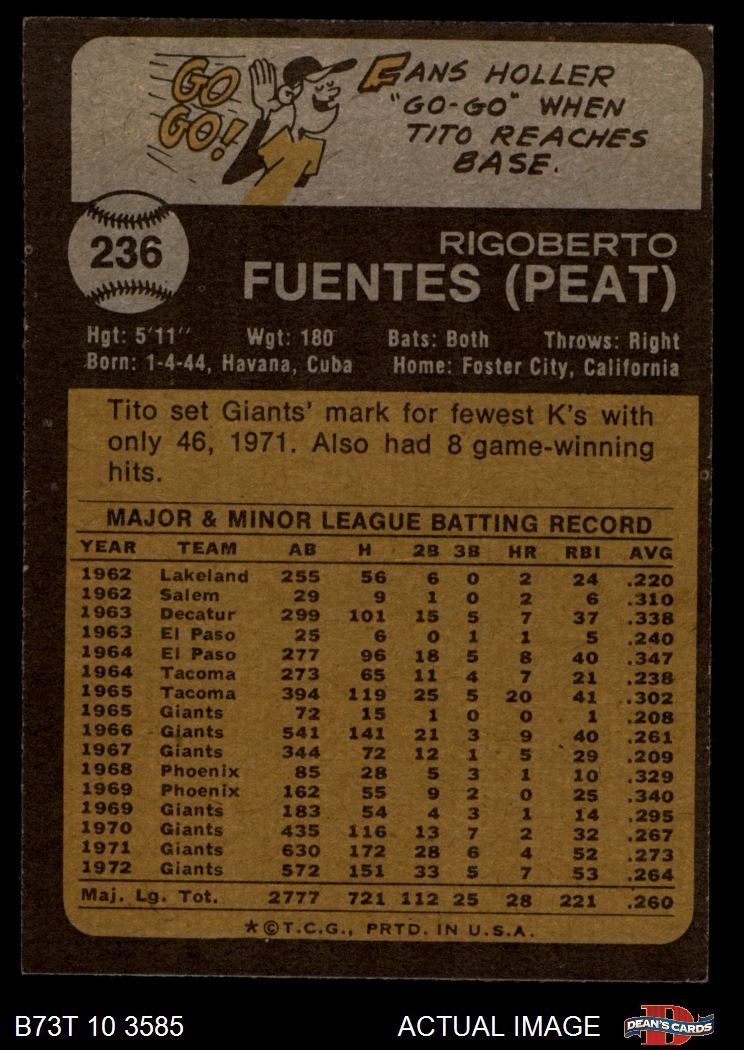 GO
GO!
FANS HOLLER
"GO-GO" WHEN
TITO REACHES
BASE.
236
RIGOBERTO
FUENTES (PEAT)
Hgt: 5'11" Wgt: 180 Bats: Both Throws: Right
Born: 1-4-44, Havana, Cuba Home: Foster City, California
Tito set Giants' mark for fewest K's with
only 46, 1971. Also had 8 game-winning
hits.
MAJOR & MINOR LEAGUE BATTING RECORD
YEAR TEAM AB H 2B 3B HR RBI AVG
1962 Lakeland 255 56 6 0 2 24 .220
1962 Salem 29 9 1 0 2 6 .310
1963 Decatur 299 101 15 5 7 37 .338
1963 El Paso 25 6 0 1 1 5 .240
1964 El Paso 277 96 18 5 8 40 .347
1964 Tacoma 273 65 11 4 7 21 .238
1965 Tacoma 394 119 25 5 20 41 .302
1965 Giants 72 15 1 0 0 1 .208
1966 Giants 541 141 21 3 9 40 .261
1967 Giants 344 72 12 1 5 29 .209
1968 Phoenix 85 28 5 3 1 10 .329
1969 Phoenix 162 55 9 2 0 25 .340
1969 Giants 183 54 4 3 1 14 .295
1970 Giants 435 116 13 7 2 32 .267
1971 Giants 630 172 28 6 4 52 .273
1972 Giants 572 151 33 5 7 53 .264
Maj. Lg. Tot. 2777 721 112 25 28 221 .260
*©T.C.G., PRTD. IN U.S.A.
B73T 10 3585 ACTUAL IMAGE
D
DEAN'S CARDS